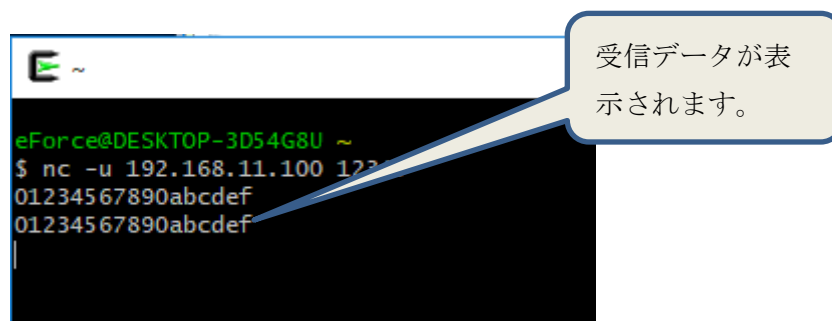 ~
受信データが表
示されます。
eForce@DESKTOP-3D54G8U ~
$ nc -u 192.168.11.100
01234567890abcdef
01234567890abcdef